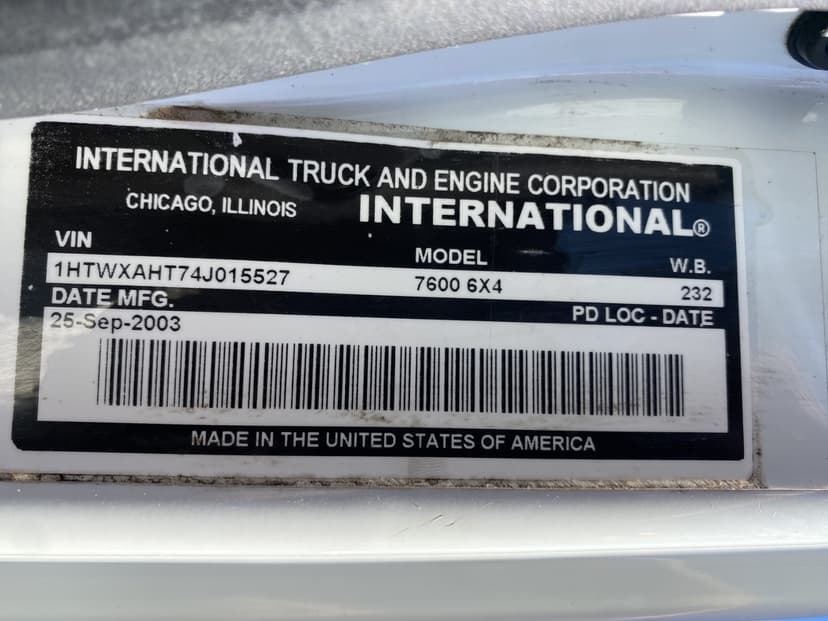 INTERNATIONAL TRUCK AND ENGINE CORPORATION
CHICAGO, ILLINOIS INTERNATIONAL®
VIN MODEL W.B.
1HTWXAHT74J015527 7600 6X4 232
DATE MFG. PD LOC - DATE
25-Sep-2003
MADE IN THE UNITED STATES OF AMERICA